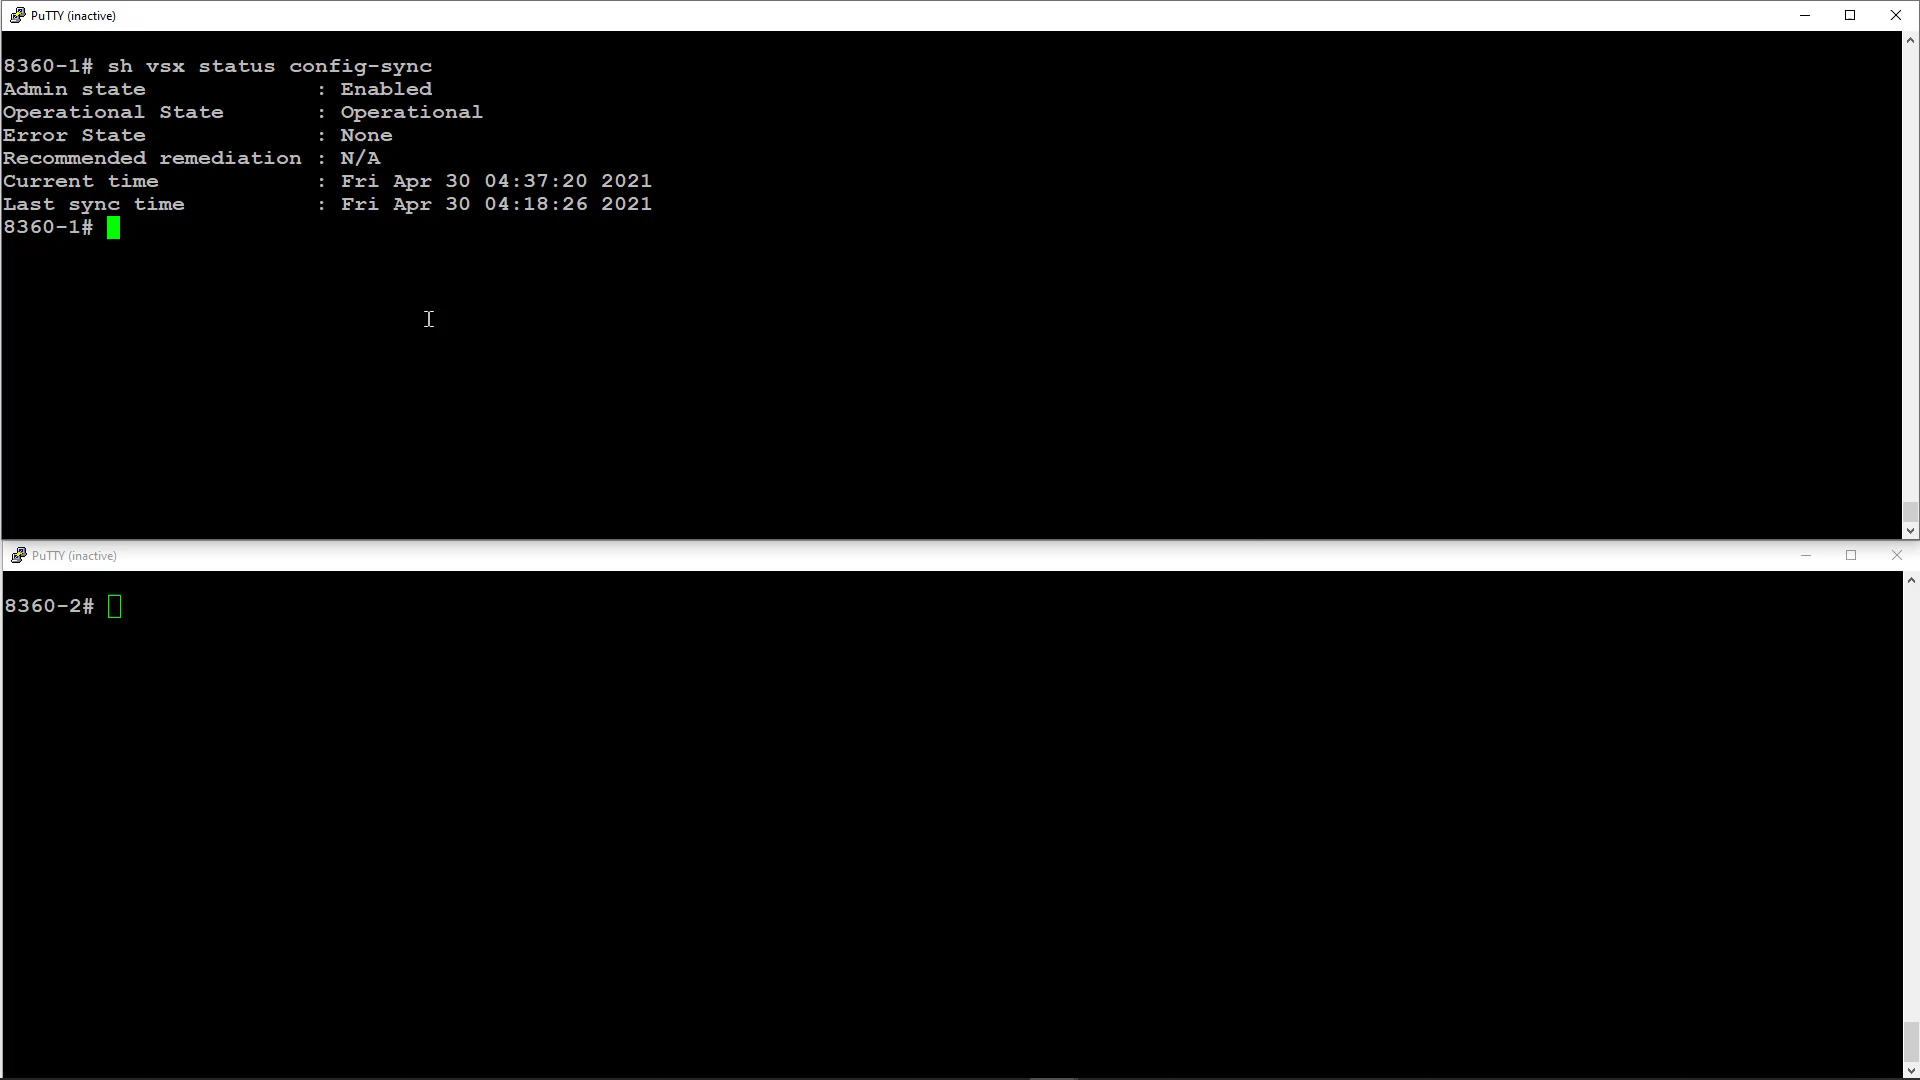 PuTTY (inactive)
8360-1# sh vsx status config-sync
Admin state             : Enabled
Operational State       : Operational
Error State             : None
Recommended remediation : N/A
Current time            : Fri Apr 30 04:37:20 2021
Last sync time          : Fri Apr 30 04:18:26 2021
8360-1#
PuTTY (inactive)
8360-2#